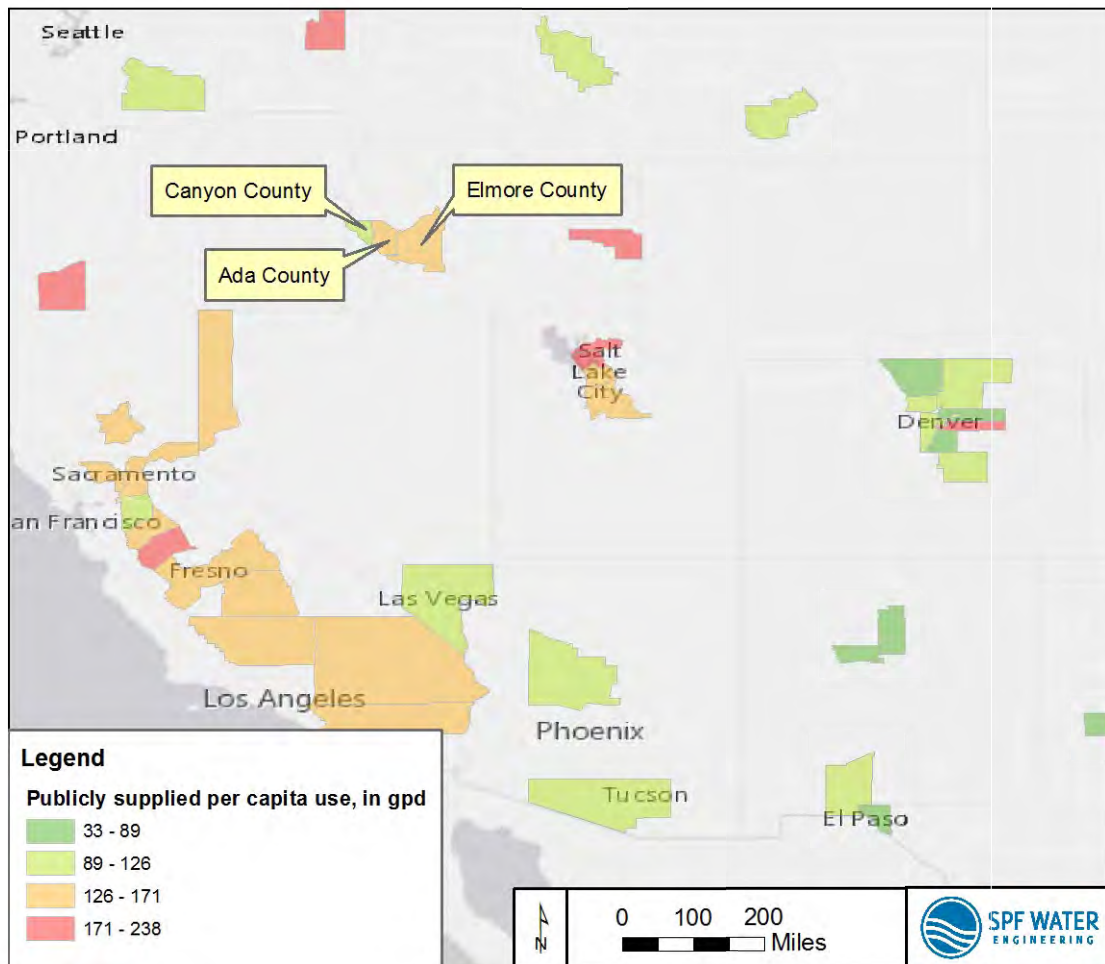 Seattle
Portland
Canyon County
Elmore County
Ada County
Salt
Lake
City
Denver
Sacramento
an Francisco
Fresno
Las Vegas
Los Angeles
Phoenix
Tucson
El Paso
Legend
Publicly supplied per capita use, in gpd
33 - 89
89 - 126
126 - 171
171 - 238
N
0 100 200
Miles
SPF WATER
ENGINEERING